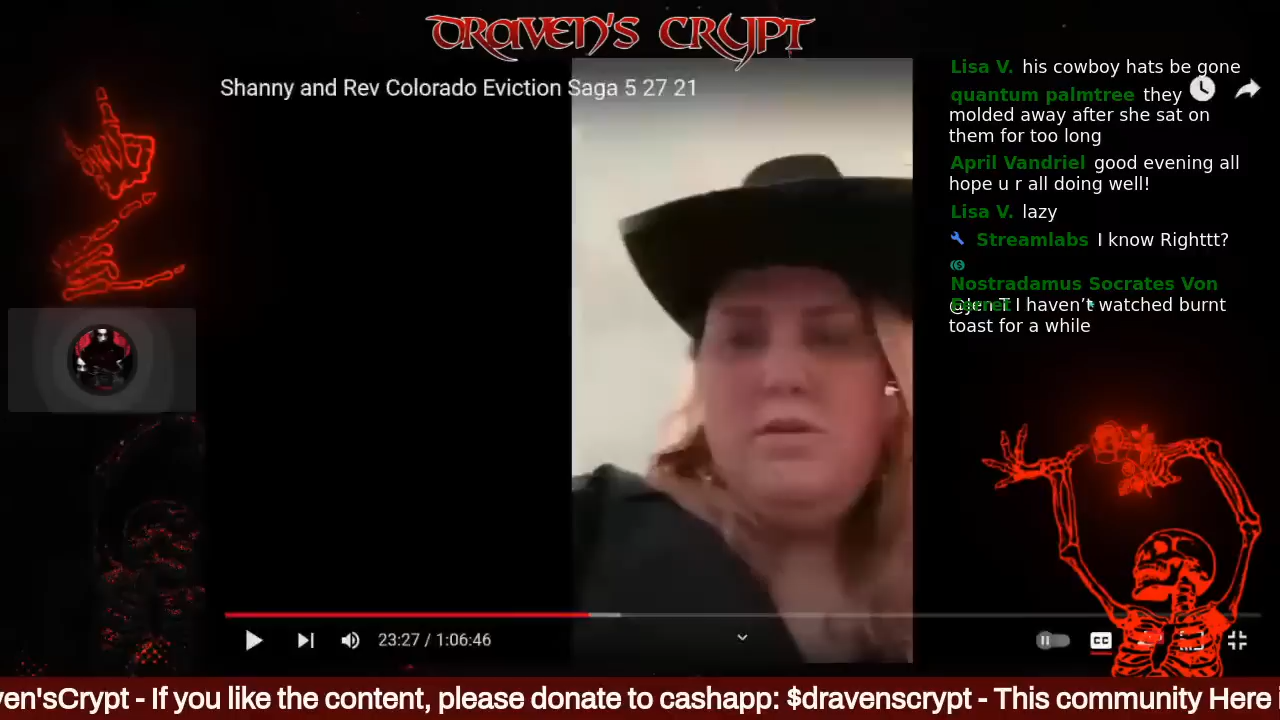 DRAVEN'S CRYPT
Shanny and Rev Colorado Eviction Saga 5 27 21
Lisa V. his cowboy hats be gone
quantum palmtree they
molded away after she sat on
them for too long
April Vandriel good evening all
hope u r all doing well!
Lisa V. lazy
Streamlabs I know Righttt?
Nostradamus Socrates Von
Ferret @Jen T I haven't watched burnt
toast for a while
23:27 / 1:06:46
CC
ven'sCrypt - If you like the content, please donate to cashapp: $dravenscrypt - This community Here